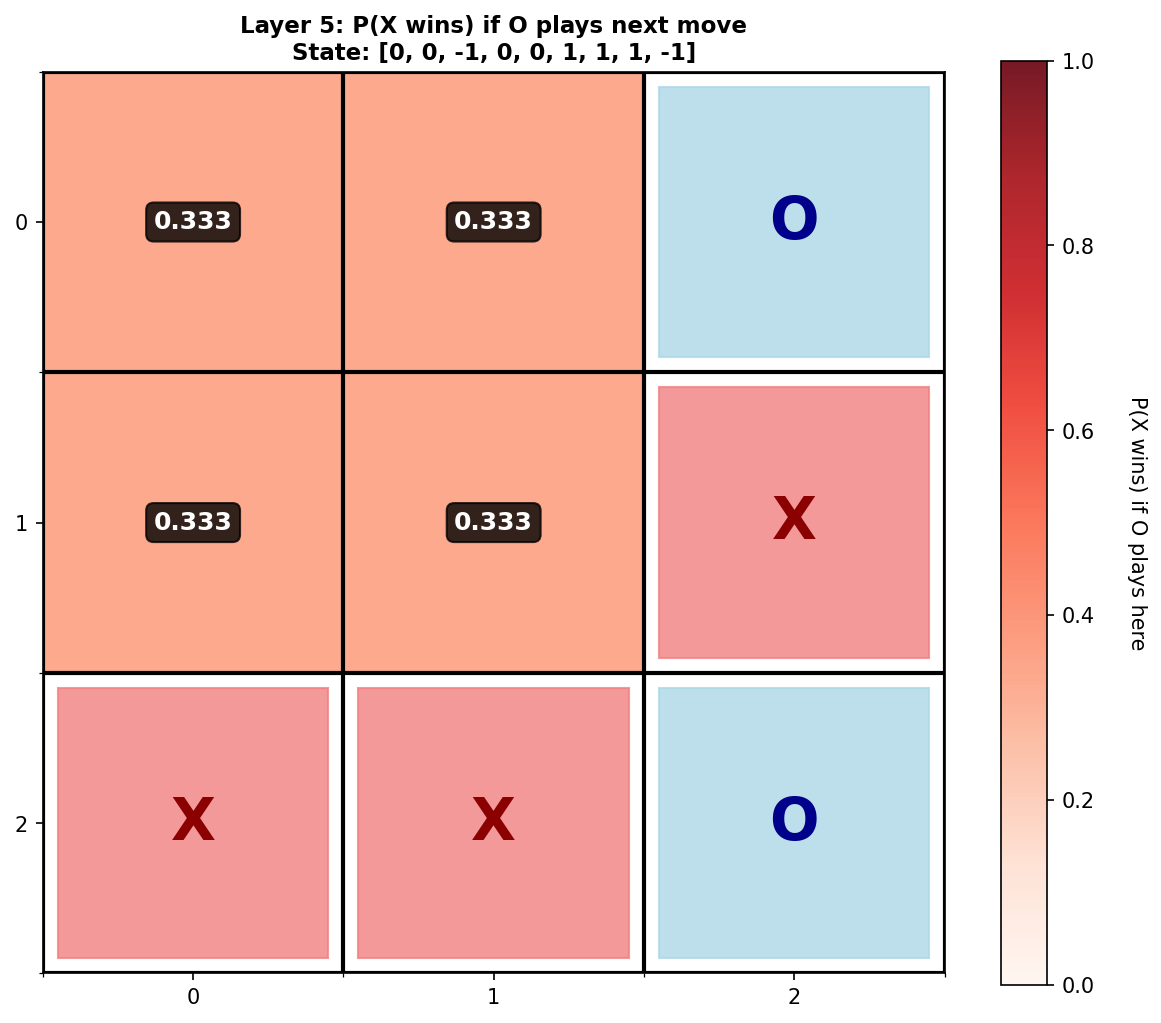 Layer 5: P(X wins) if O plays next move
State: [0, 0, -1, 0, 0, 1, 1, 1, -1]
0
0.333
0.333
O
1
0.333
0.333
X
2
X
X
O
0
1
2
1.0
0.8
0.6
0.4
0.2
0.0
P(X wins) if O plays here